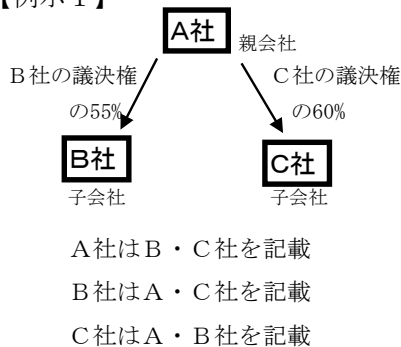 【例示１】
A社
親会社
Ｂ社の議決権
の55%
Ｃ社の議決権
の60%
B社
C社
子会社
子会社
Ａ社はＢ・Ｃ社を記載
Ｂ社はＡ・Ｃ社を記載
Ｃ社はＡ・Ｂ社を記載